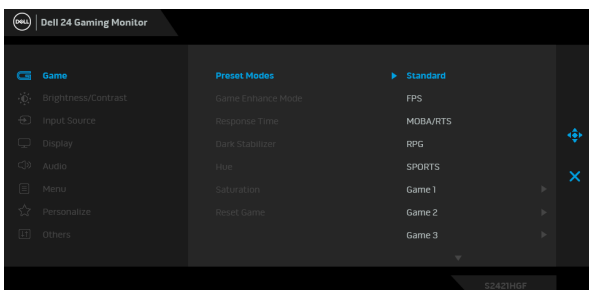 DELL
Dell 24 Gaming Monitor
Game
Preset Modes
Standard
Brightness/Contrast
Game Enhance Mode
FPS
Input Source
Response Time
MOBA/RTS
Display
Dark Stabilizer
RPG
Audio
Hue
SPORTS
Menu
Saturation
Game 1
Personalize
Reset Game
Game 2
Others
Game 3
S2421HGF